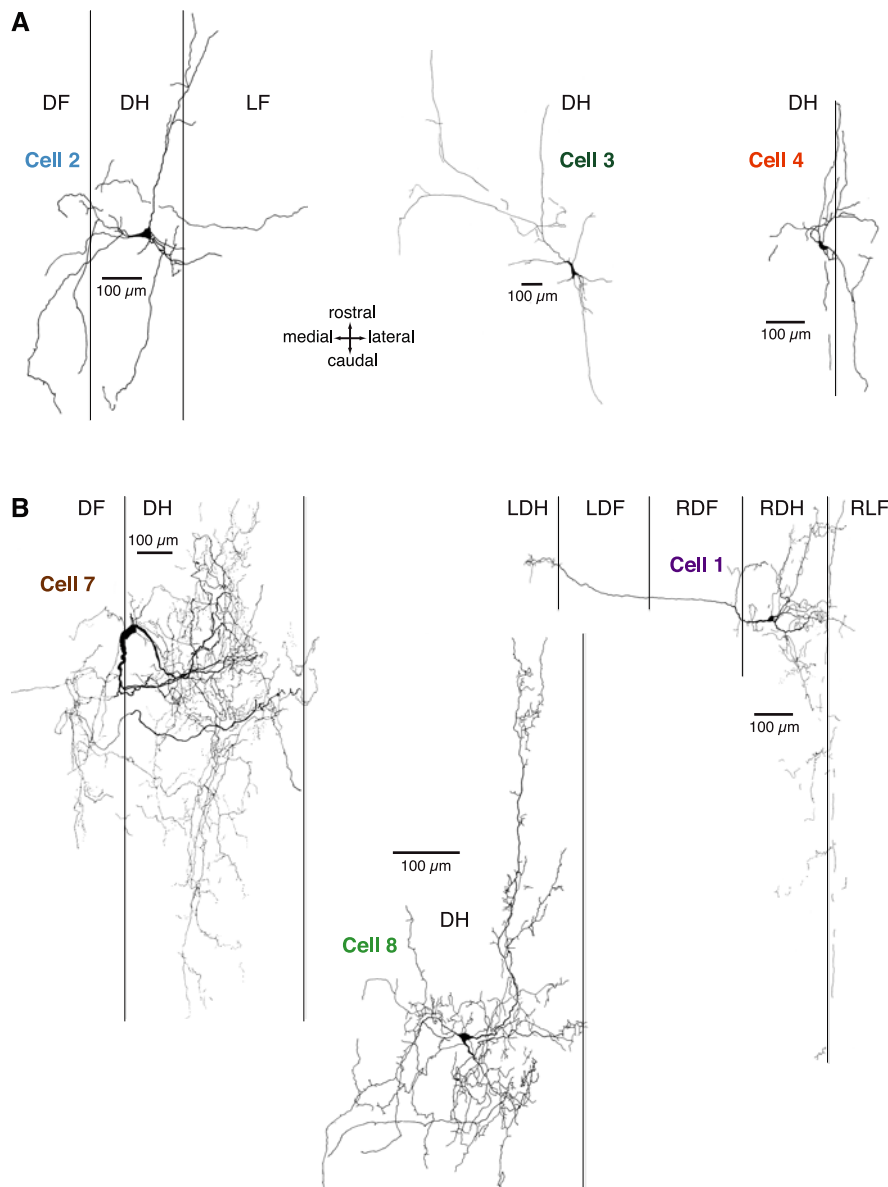 A
DF DH LF DH DH
Cell 2 Cell 3 Cell 4
100 µm 100 µm 100 µm
rostral
medial lateral
caudal
B
DF DH LDH LDF RDF RDH RLF
100 µm
Cell 7 Cell 1
100 µm
100 µm
DH
Cell 8